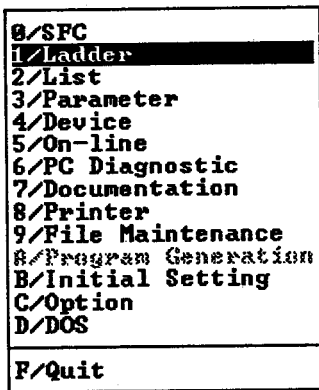 0/SFC
1/Ladder
2/List
3/Parameter
4/Device
5/On-line
6/PC Diagnostic
7/Documentation
8/Printer
9/File Maintenance
A/Program Generation
B/Initial Setting
C/Option
D/DOS
F/Quit